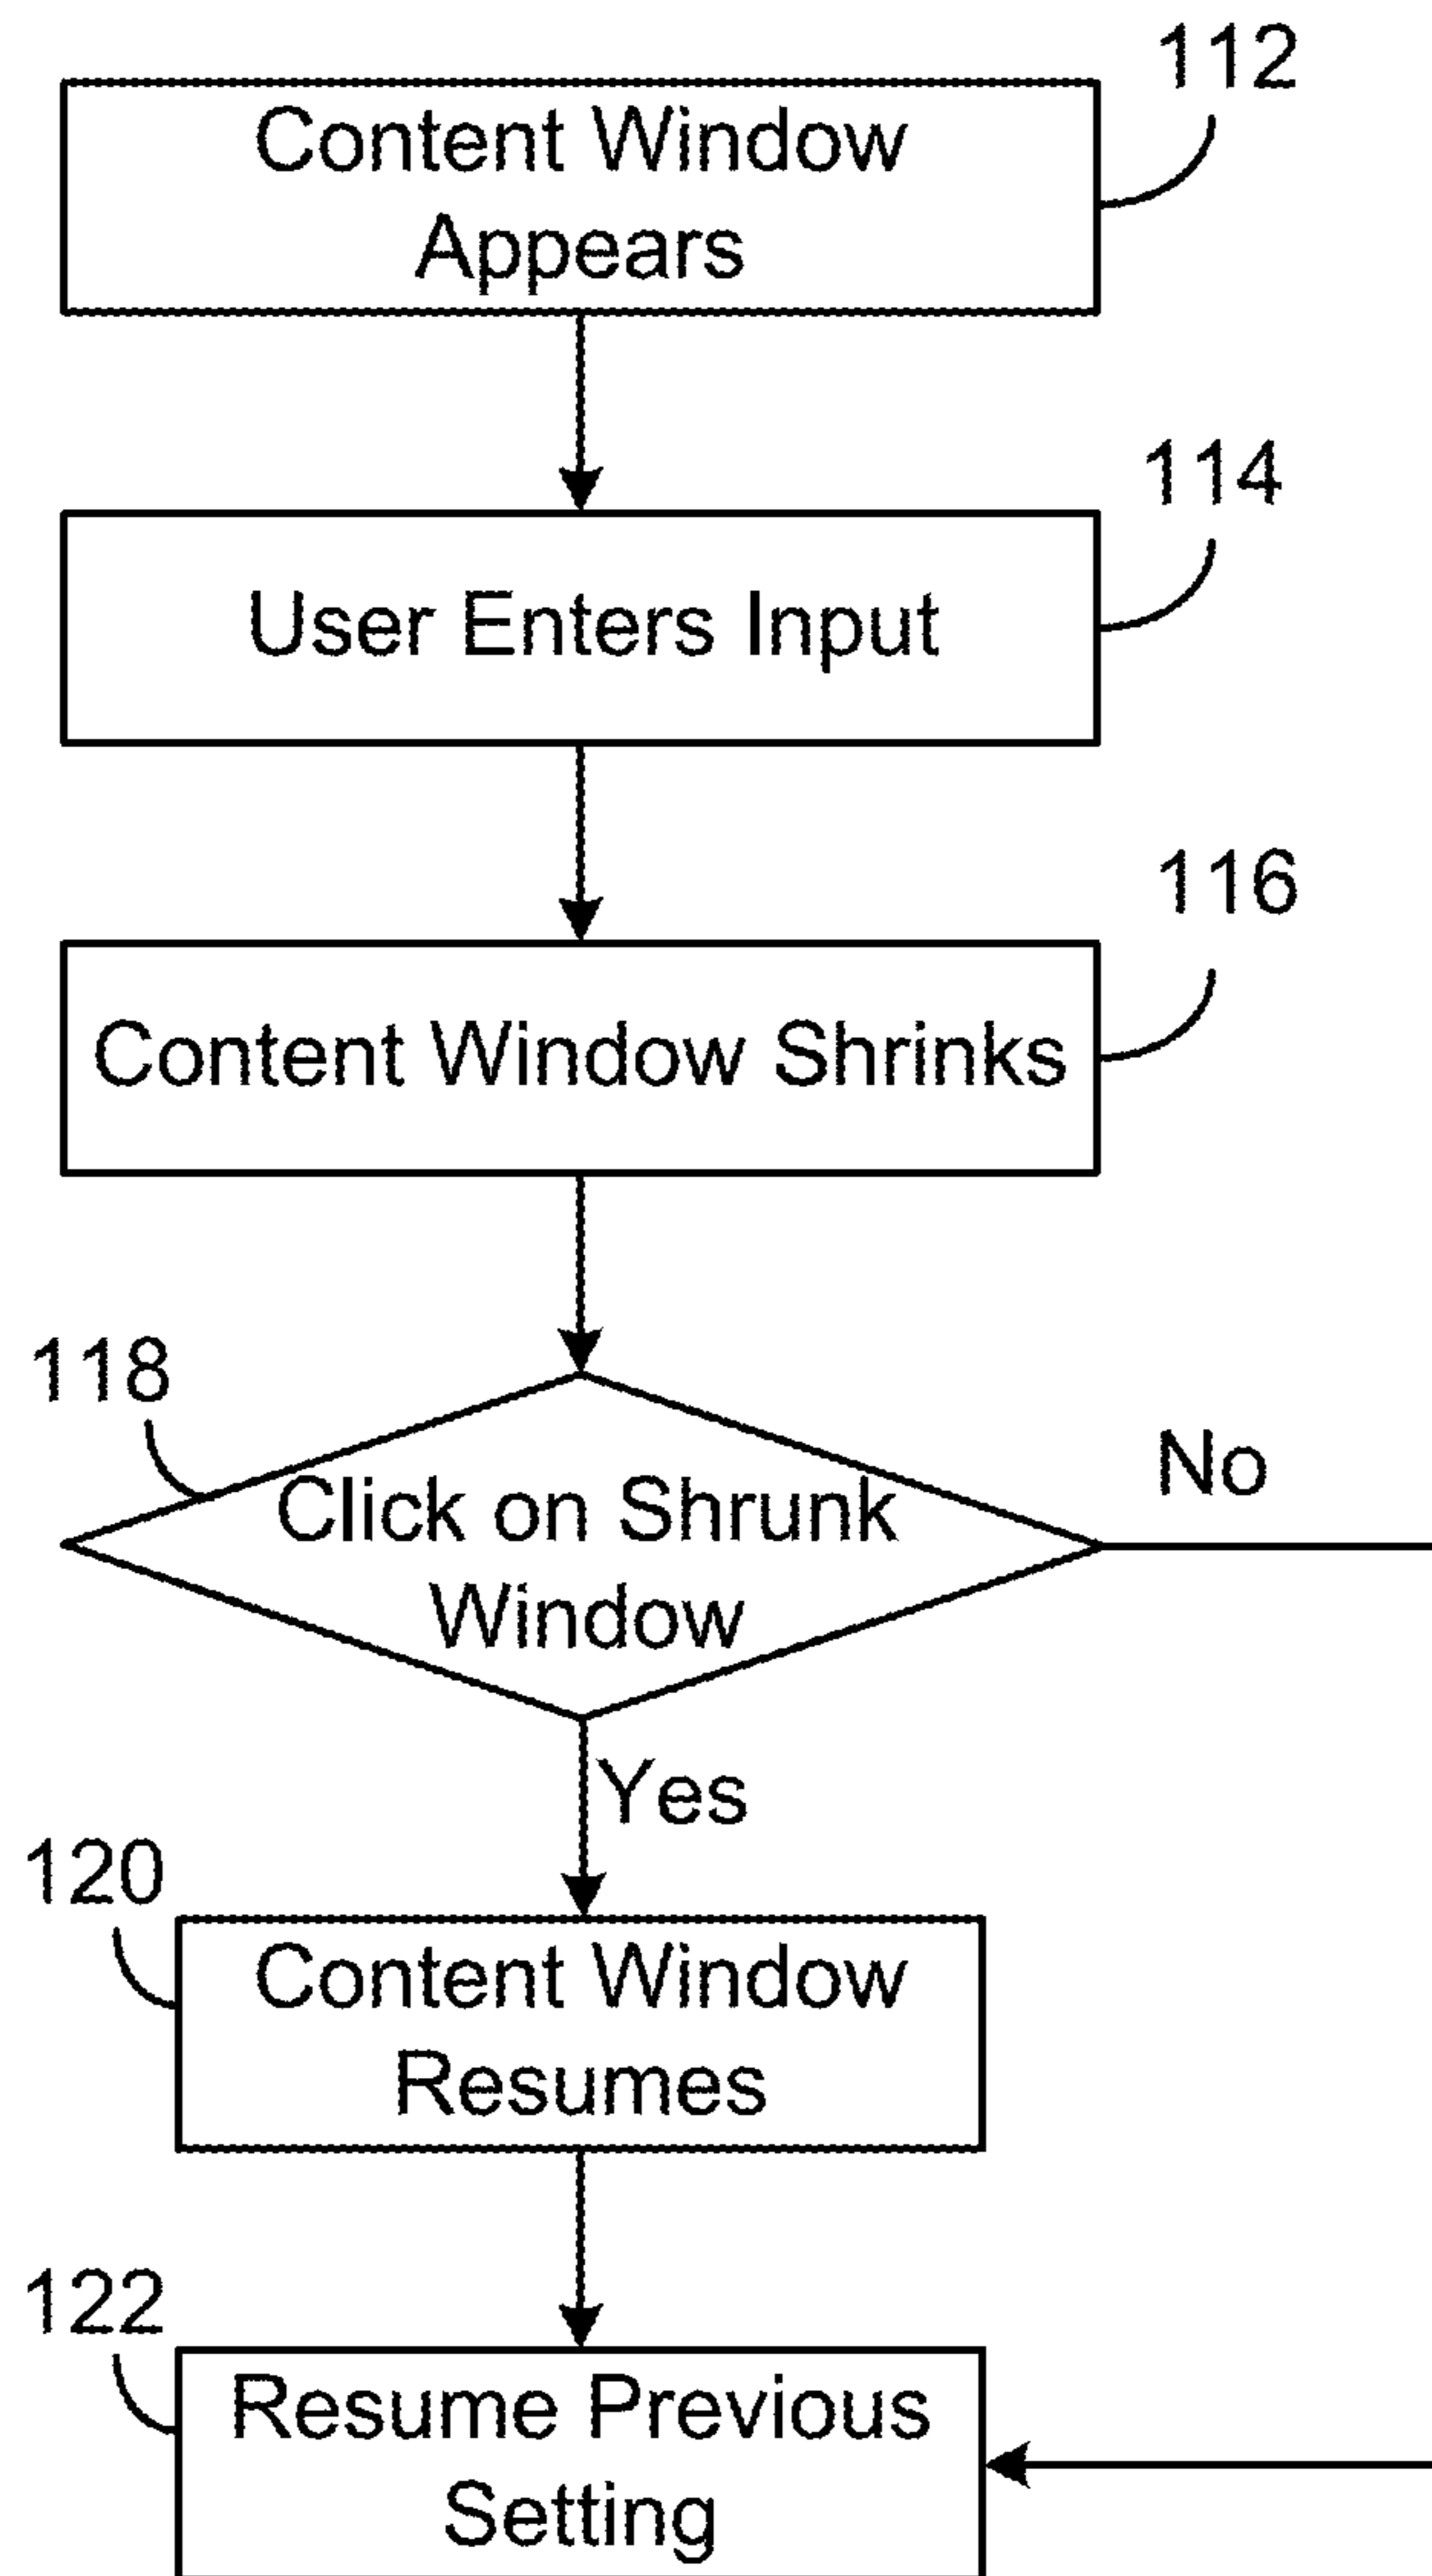 112
Content Window
Appears
114
User Enters Input
116
Content Window Shrinks
118
Click on Shrunk
Window
No
Yes
120
Content Window
Resumes
122
Resume Previous
Setting